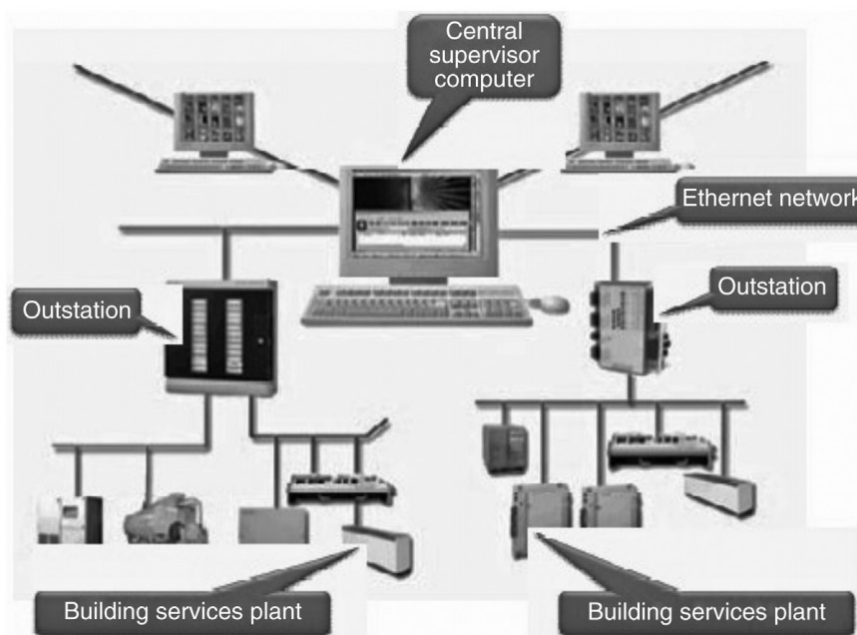 Central
supervisor
computer
Ethernet network
Outstation
Outstation
Building services plant
Building services plant